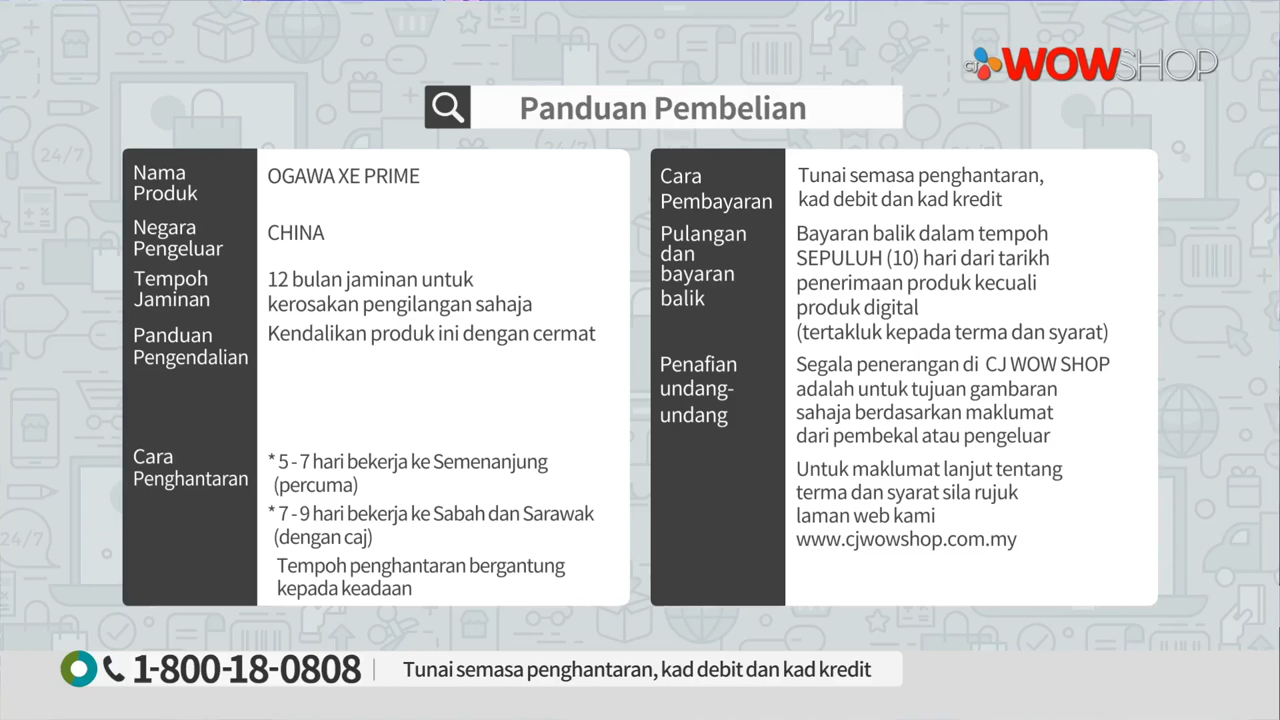 CJ WOWSHOP
Panduan Pembelian
Nama
Produk
OGAWA XE PRIME
Negara
Pengeluar
CHINA
Tempoh
Jaminan
12 bulan jaminan untuk
kerosakan pengilangan sahaja
Panduan
Pengendalian
Kendalikan produk ini dengan cermat
Cara
Penghantaran
* 5 - 7 hari bekerja ke Semenanjung
(percuma)
* 7 - 9 hari bekerja ke Sabah dan Sarawak
(dengan caj)
Tempoh penghantaran bergantung
kepada keadaan
Cara
Pembayaran
Tunai semasa penghantaran,
kad debit dan kad kredit
Pulangan
dan
bayaran
balik
Bayaran balik dalam tempoh
SEPULUH (10) hari dari tarikh
penerimaan produk kecuali
produk digital
(tertakluk kepada terma dan syarat)
Penafian
undang-
undang
Segala penerangan di CJ WOW SHOP
adalah untuk tujuan gambaran
sahaja berdasarkan maklumat
dari pembekal atau pengeluar
Untuk maklumat lanjut tentang
terma dan syarat sila rujuk
laman web kami
www.cjwowshop.com.my
24/7
24/7
24/7
1-800-18-0808
Tunai semasa penghantaran, kad debit dan kad kredit